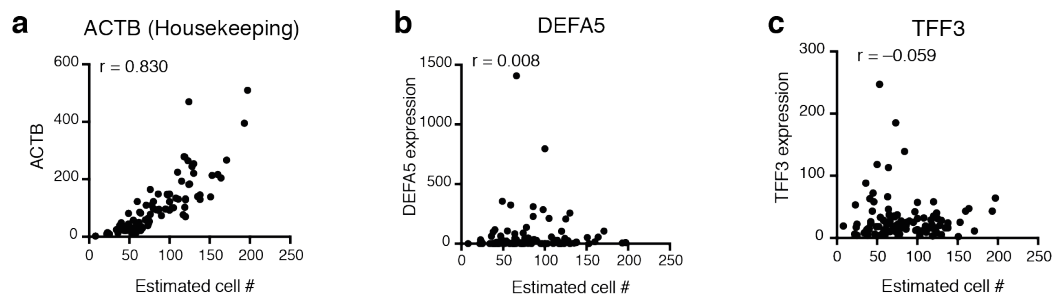 a
ACTB (Housekeeping)
r = 0.830
600
400
200
0
ACTB
0 50 100 150 200 250
Estimated cell #
b
DEFA5
r = 0.008
1500
1000
500
0
DEFA5 expression
0 50 100 150 200 250
Estimated cell #
c
TFF3
r = −0.059
300
200
100
0
TFF3 expression
0 50 100 150 200 250
Estimated cell #